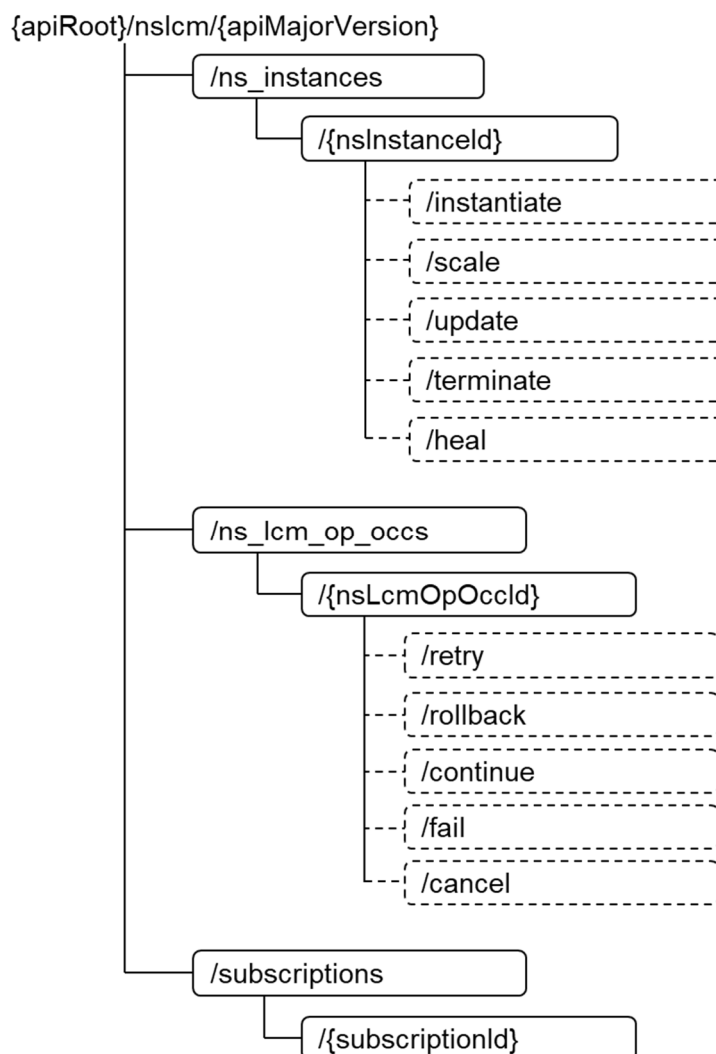 {apiRoot}/nslcm/{apiMajorVersion}
/ns_instances
/{nsInstanceId}
/instantiate
/scale
/update
/terminate
/heal
/ns_lcm_op_occs
/{nsLcmOpOccId}
/retry
/rollback
/continue
/fail
/cancel
/subscriptions
/{subscriptionId}